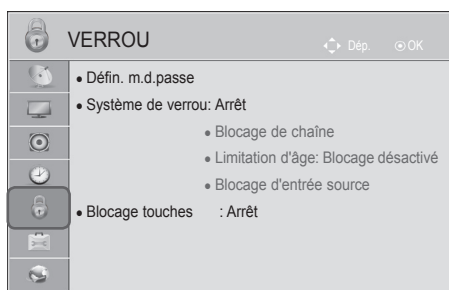 VERROU
Dép. OK
• Défin. m.d.passe
• Système de verrou: Arrêt
• Blocage de chaîne
• Limitation d'âge: Blocage désactivé
• Blocage d'entrée source
• Blocage touches : Arrêt